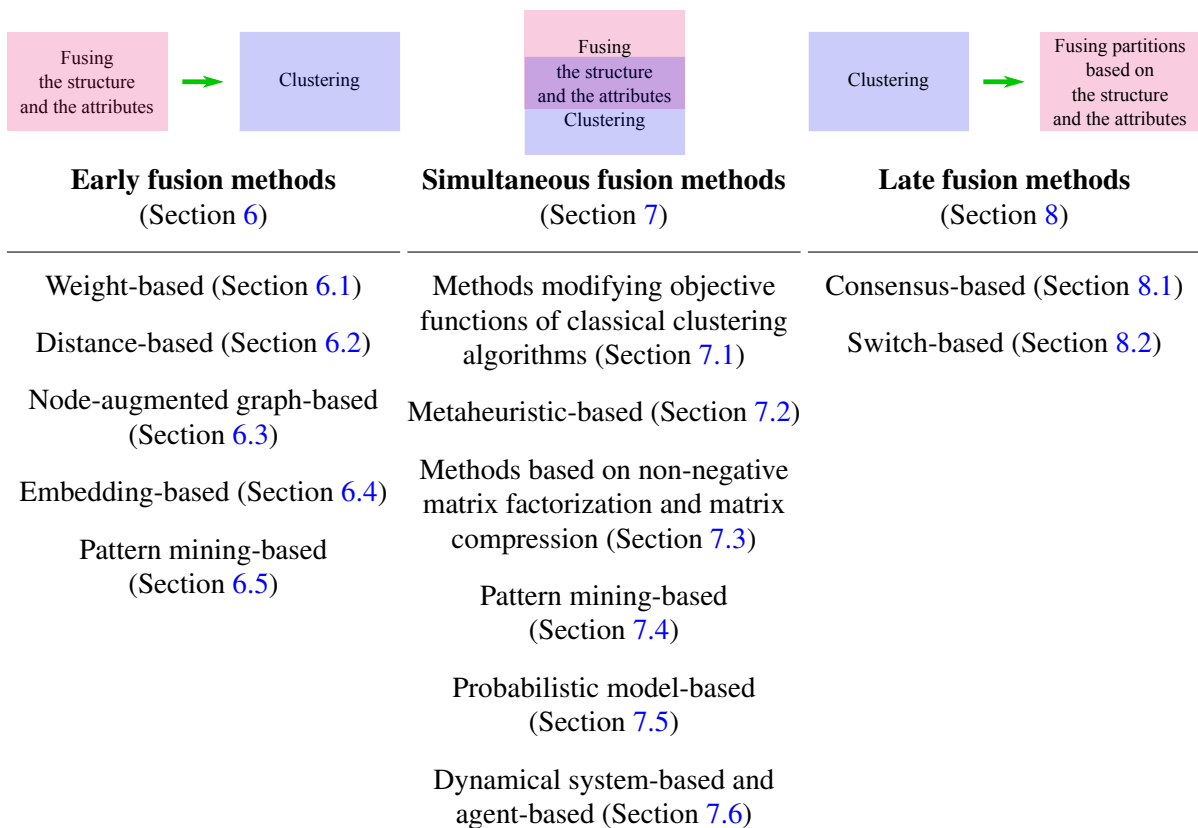 Fusing
the structure
and the attributes
Clustering
Early fusion methods
(Section 6)
Weight-based (Section 6.1)
Distance-based (Section 6.2)
Node-augmented graph-based
(Section 6.3)
Embedding-based (Section 6.4)
Pattern mining-based
(Section 6.5)
Fusing
the structure
and the attributes
Clustering
Simultaneous fusion methods
(Section 7)
Methods modifying objective
functions of classical clustering
algorithms (Section 7.1)
Metaheuristic-based (Section 7.2)
Methods based on non-negative
matrix factorization and matrix
compression (Section 7.3)
Pattern mining-based
(Section 7.4)
Probabilistic model-based
(Section 7.5)
Dynamical system-based and
agent-based (Section 7.6)
Clustering
Fusing partitions
based on
the structure
and the attributes
Late fusion methods
(Section 8)
Consensus-based (Section 8.1)
Switch-based (Section 8.2)